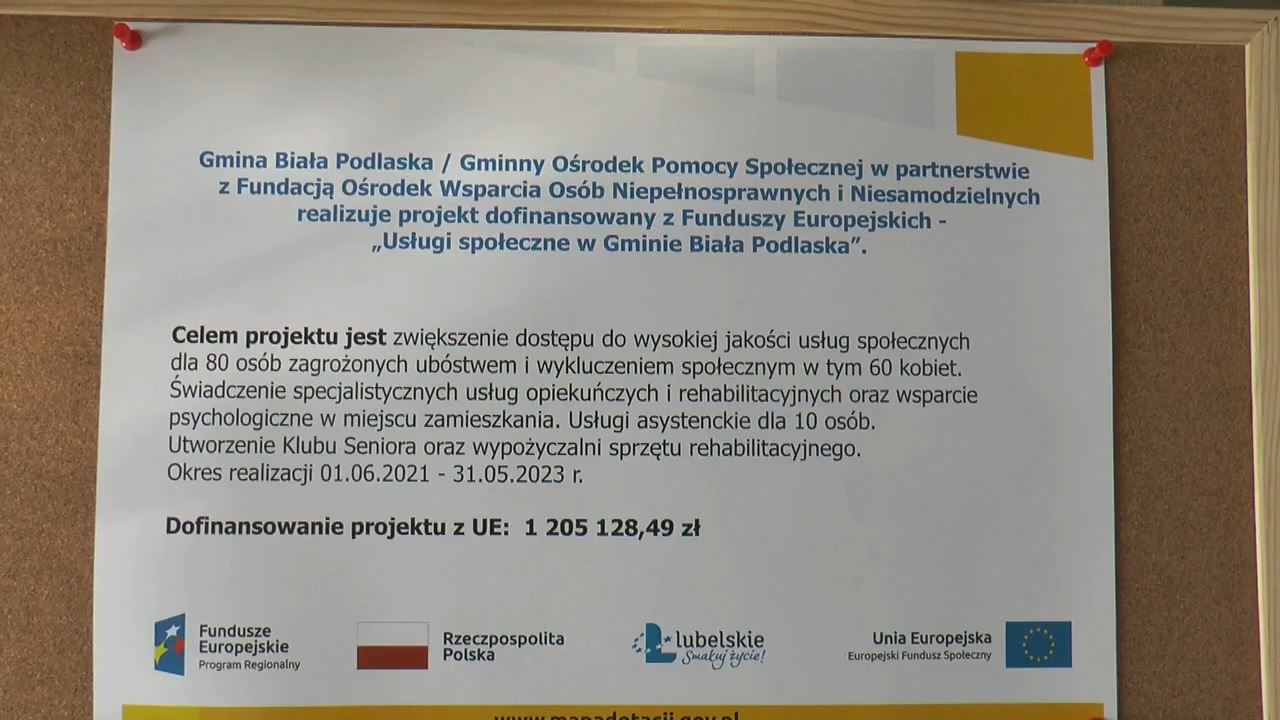 Gmina Biała Podlaska / Gminny Ośrodek Pomocy Społecznej w partnerstwie
z Fundacją Ośrodek Wsparcia Osób Niepełnosprawnych i Niesamodzielnych
realizuje projekt dofinansowany z Funduszy Europejskich -
„Usługi społeczne w Gminie Biała Podlaska”.
Celem projektu jest zwiększenie dostępu do wysokiej jakości usług społecznych
dla 80 osób zagrożonych ubóstwem i wykluczeniem społecznym w tym 60 kobiet.
Świadczenie specjalistycznych usług opiekuńczych i rehabilitacyjnych oraz wsparcie
psychologiczne w miejscu zamieszkania. Usługi asystenckie dla 10 osób.
Utworzenie Klubu Seniora oraz wypożyczalni sprzętu rehabilitacyjnego.
Okres realizacji 01.06.2021 - 31.05.2023 r.
Dofinansowanie projektu z UE: 1 205 128,49 zł
Fundusze
Europejskie
Program Regionalny
Rzeczpospolita
Polska
lubelskie
Smakuj życie!
Unia Europejska
Europejski Fundusz Społeczny
www.mapadotacji.gov.pl